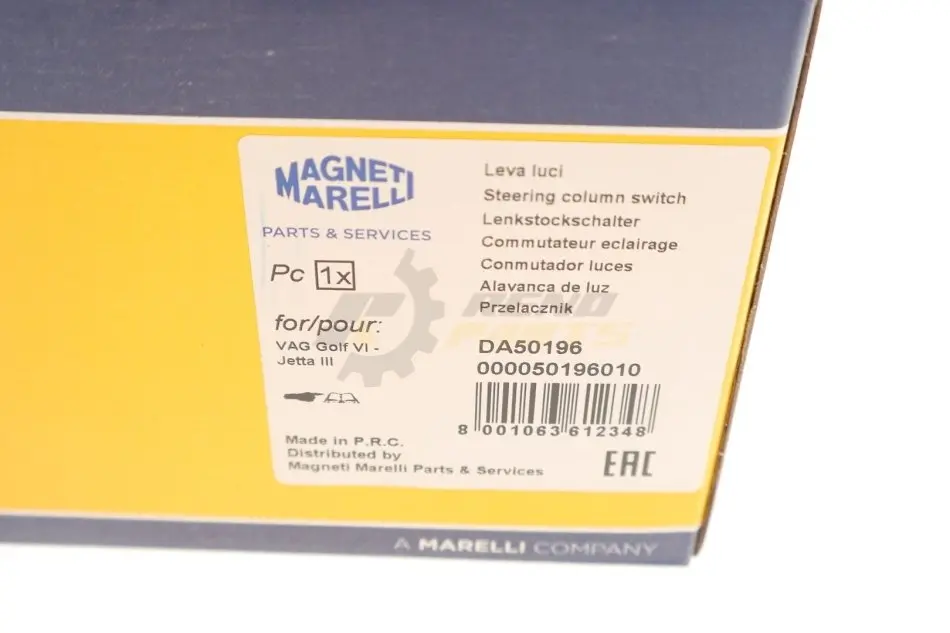 MAGNETI
MARELLI
PARTS & SERVICES
Pc 1x
for/pour:
VAG Golf VI -
Jetta III
Made in P.R.C.
Distributed by
Magneti Marelli Parts & Services
Leva luci
Steering column switch
Lenkstockschalter
Commutateur eclairage
Conmutador luces
Alavanca de luz
Przelacznik
DA50196
000050196010
8 001063 612348
EAC
RENO
PARTS
A MARELLI COMPANY